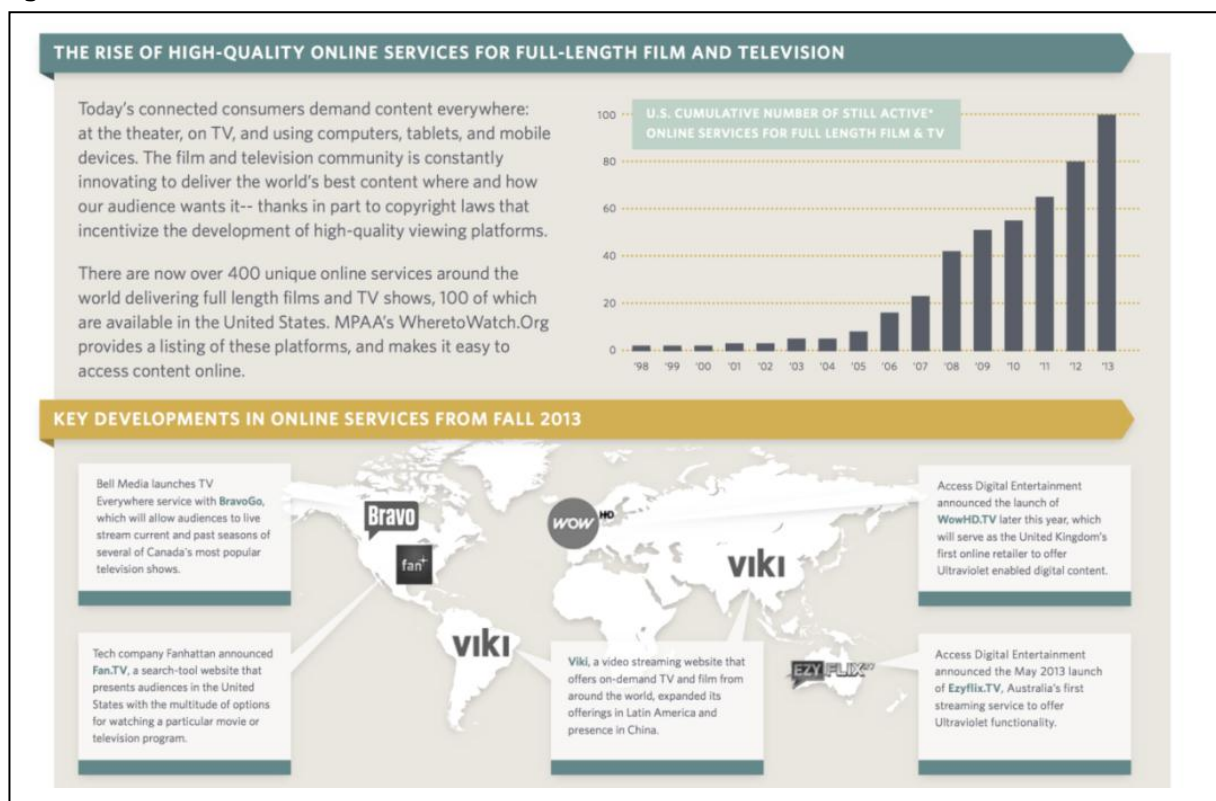 THE RISE OF HIGH-QUALITY ONLINE SERVICES FOR FULL-LENGTH FILM AND TELEVISION
Today's connected consumers demand content everywhere:
at the theater, on TV, and using computers, tablets, and mobile
devices. The film and television community is constantly
innovating to deliver the world's best content where and how
our audience wants it-- thanks in part to copyright laws that
incentivize the development of high-quality viewing platforms.
There are now over 400 unique online services around the
world delivering full length films and TV shows, 100 of which
are available in the United States. MPAA's WheretoWatch.Org
provides a listing of these platforms, and makes it easy to
access content online.
U.S. CUMULATIVE NUMBER OF STILL ACTIVE*
ONLINE SERVICES FOR FULL LENGTH FILM & TV
100
80
60
40
20
0
'98 '99 '00 '01 '02 '03 '04 '05 '06 '07 '08 '09 '10 '11 '12 '13
KEY DEVELOPMENTS IN ONLINE SERVICES FROM FALL 2013
Bell Media launches TV
Everywhere service with BravoGo,
which will allow audiences to live
stream current and past seasons of
several of Canada's most popular
television shows.
Tech company Fanhattan announced
Fan.TV, a search-tool website that
presents audiences in the United
States with the multitude of options
for watching a particular movie or
television program.
Bravo
fan+
VIKI
WOW HD
VIKI
EZYFLIX
Viki, a video streaming website that
offers on-demand TV and film from
around the world, expanded its
offerings in Latin America and
presence in China.
Access Digital Entertainment
announced the launch of
WowHD.TV later this year, which
will serve as the United Kingdom's
first online retailer to offer
Ultraviolet enabled digital content.
Access Digital Entertainment
announced the May 2013 launch
of Ezyflix.TV, Australia's first
streaming service to offer
Ultraviolet functionality.